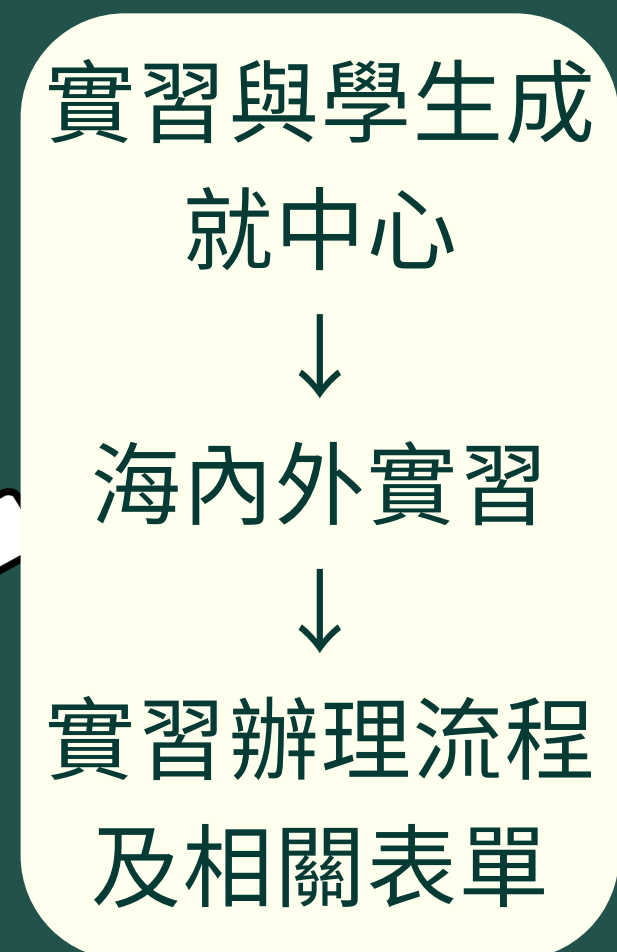 實習與學生成
就中心
↓
海內外實習
↓
實習辦理流程
及相關表單